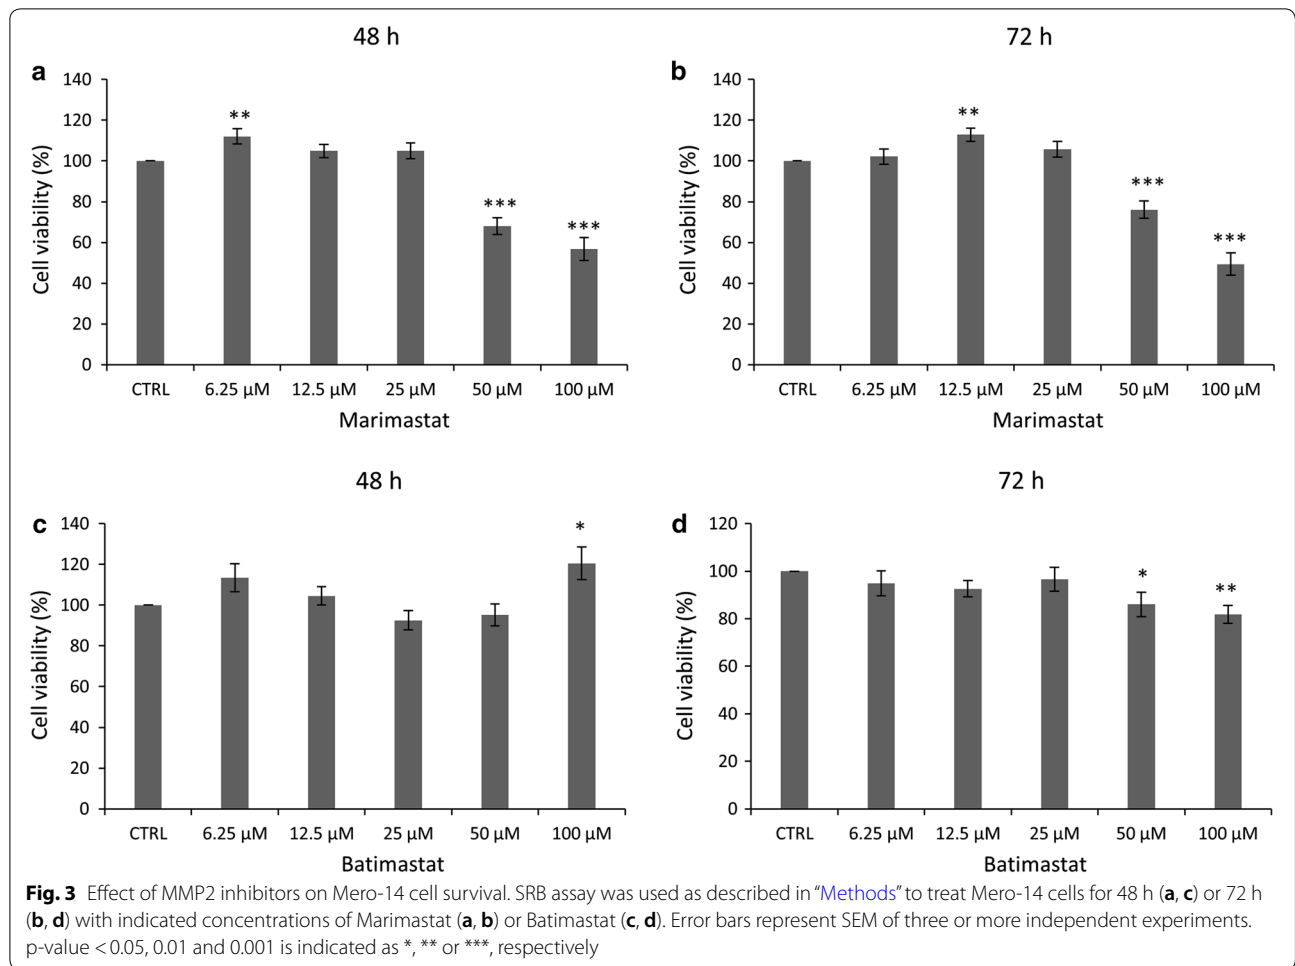 48 h
a
140
120
100
80
60
40
20
0
Cell viability (%)
**
***
***
CTRL 6.25 µM 12.5 µM 25 µM 50 µM 100 µM
Marimastat
72 h
b
140
120
100
80
60
40
20
0
Cell viability (%)
**
***
***
CTRL 6.25 µM 12.5 µM 25 µM 50 µM 100 µM
Marimastat
48 h
c
140
120
100
80
60
40
20
0
Cell viability (%)
*
CTRL 6.25 µM 12.5 µM 25 µM 50 µM 100 µM
Batimastat
72 h
d
120
100
80
60
40
20
0
Cell viability (%)
*
**
CTRL 6.25 µM 12.5 µM 25 µM 50 µM 100 µM
Batimastat
Fig. 3 Effect of MMP2 inhibitors on Mero-14 cell survival. SRB assay was used as described in “Methods” to treat Mero-14 cells for 48 h (a, c) or 72 h
(b, d) with indicated concentrations of Marimastat (a, b) or Batimastat (c, d). Error bars represent SEM of three or more independent experiments.
p-value < 0.05, 0.01 and 0.001 is indicated as *, ** or ***, respectively